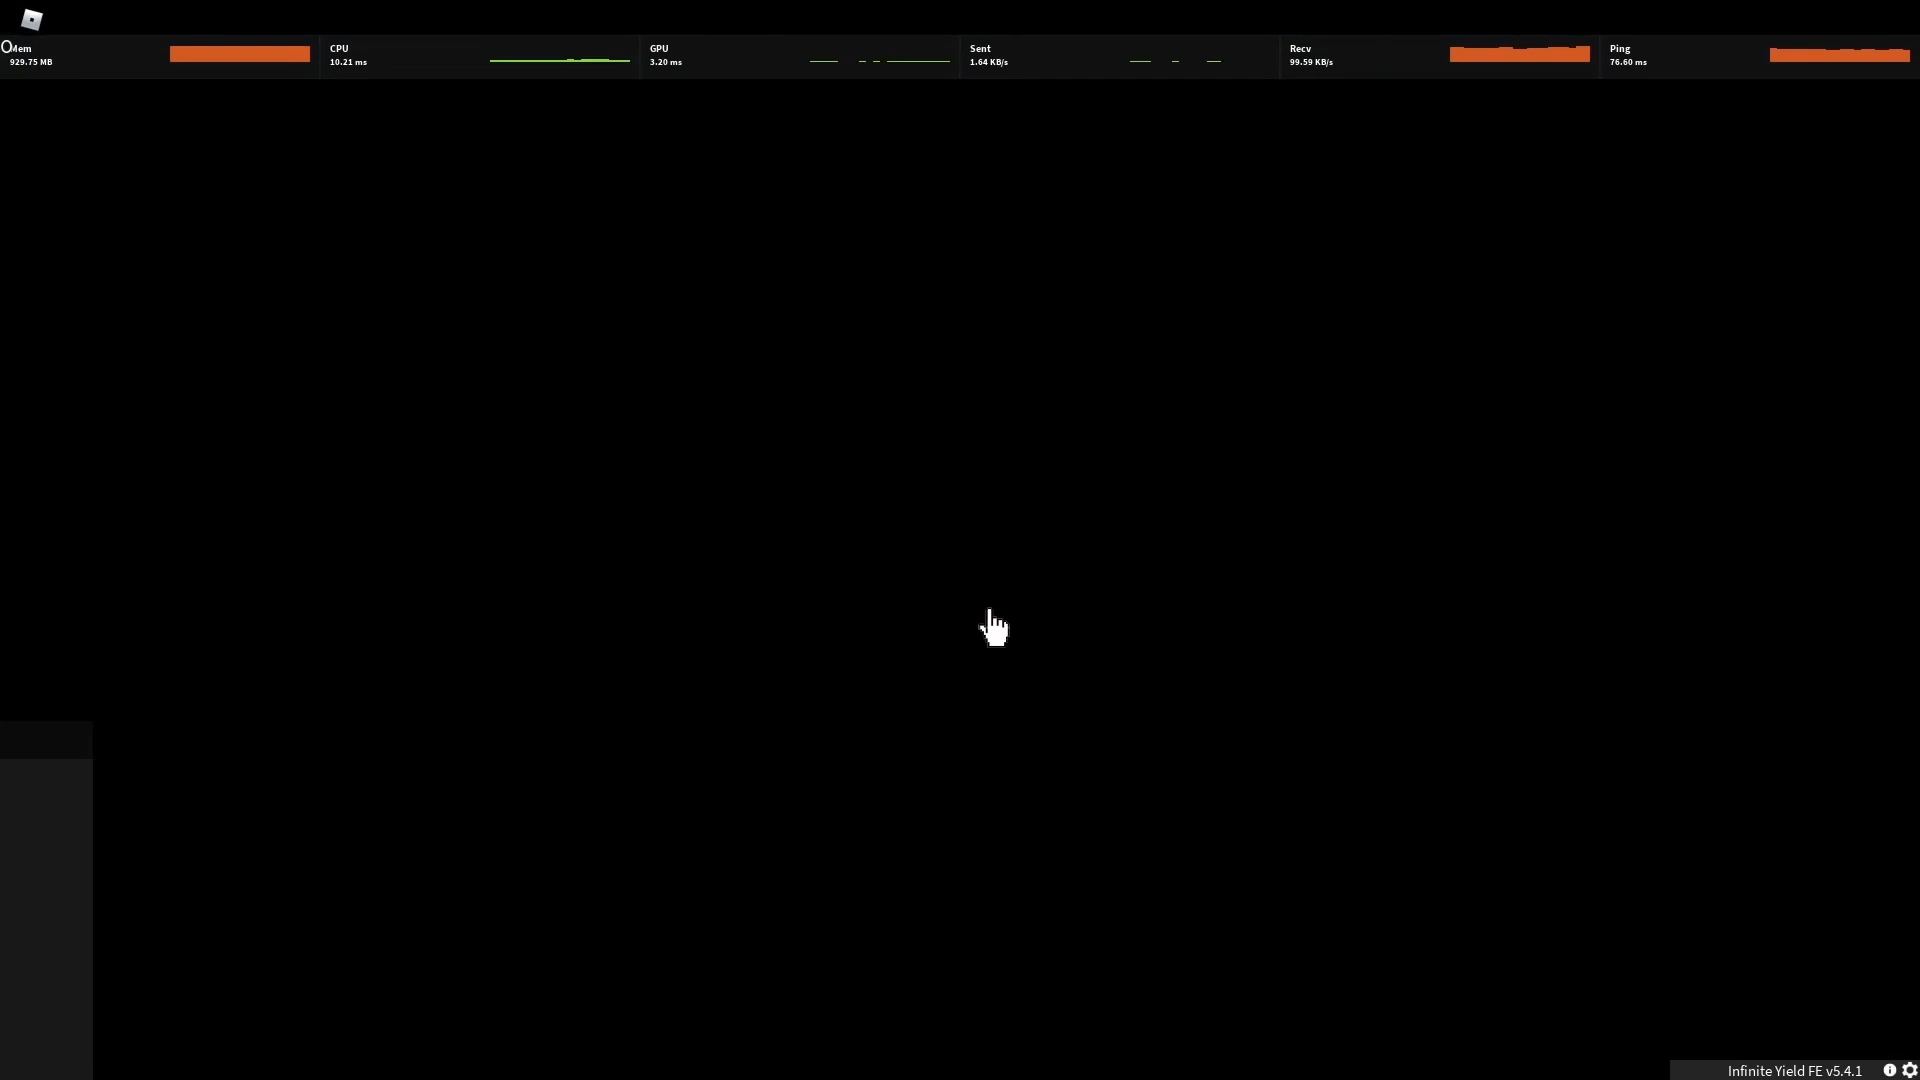 Mem
929.75 MB
CPU
10.21 ms
GPU
3.20 ms
Sent
1.64 KB/s
Recv
99.59 KB/s
Ping
76.60 ms
Infinite Yield FE v5.4.1